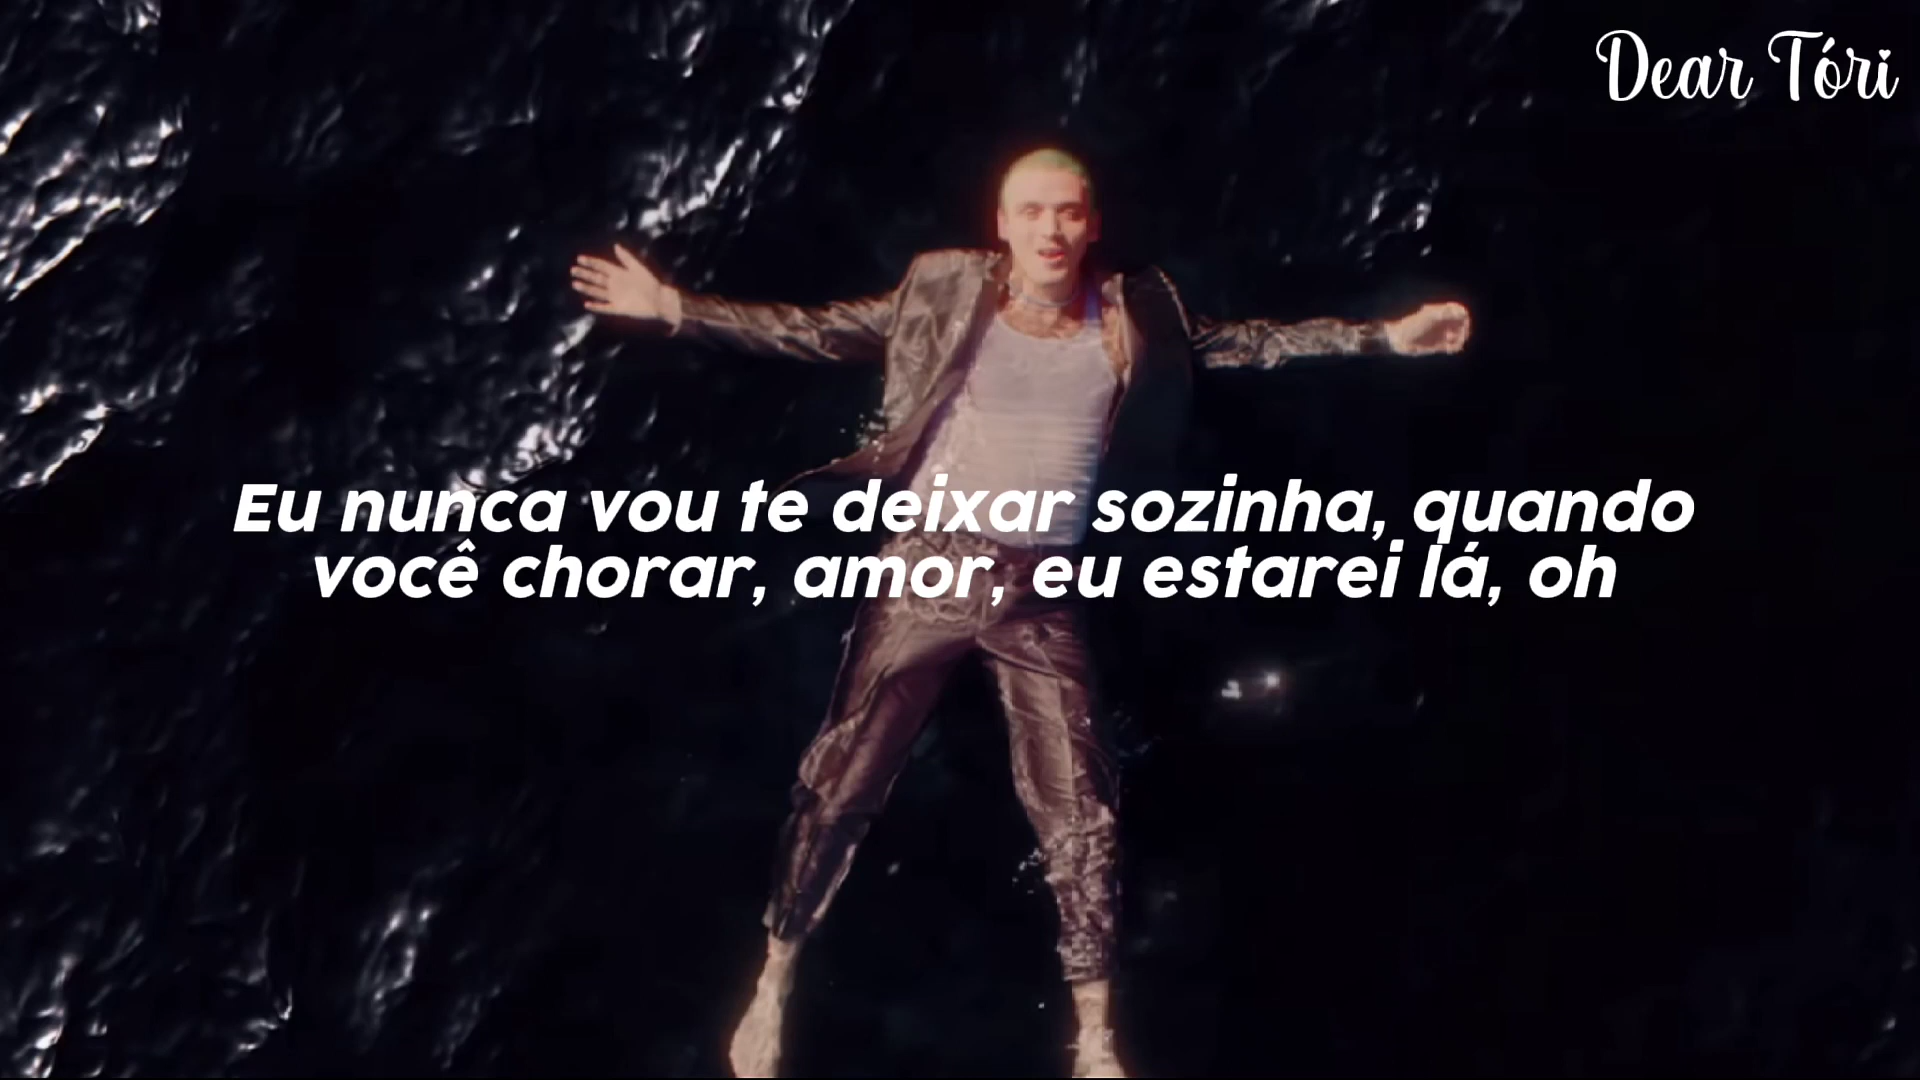 Dear Tóri
Eu nunca vou te deixar sozinha, quando
você chorar, amor, eu estarei lá, oh